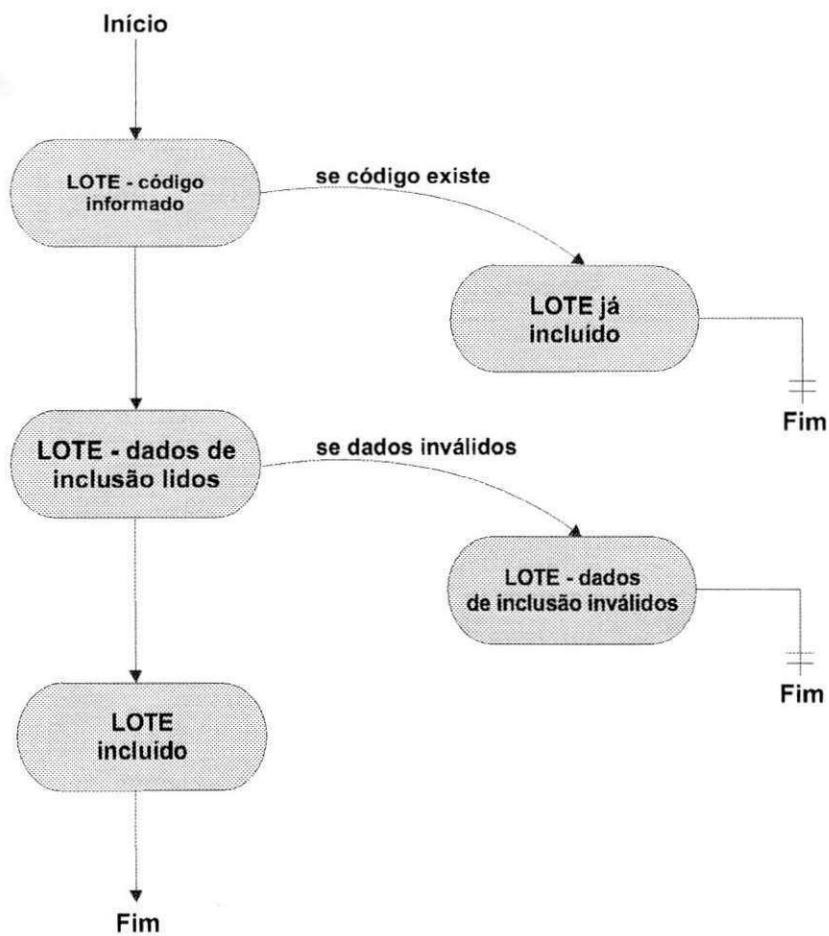 Início
LOTE - código
informado
se código existe
LOTE já
incluído
Fim
LOTE - dados de
inclusão lidos
se dados inválidos
LOTE - dados
de inclusão inválidos
Fim
LOTE
incluído
Fim